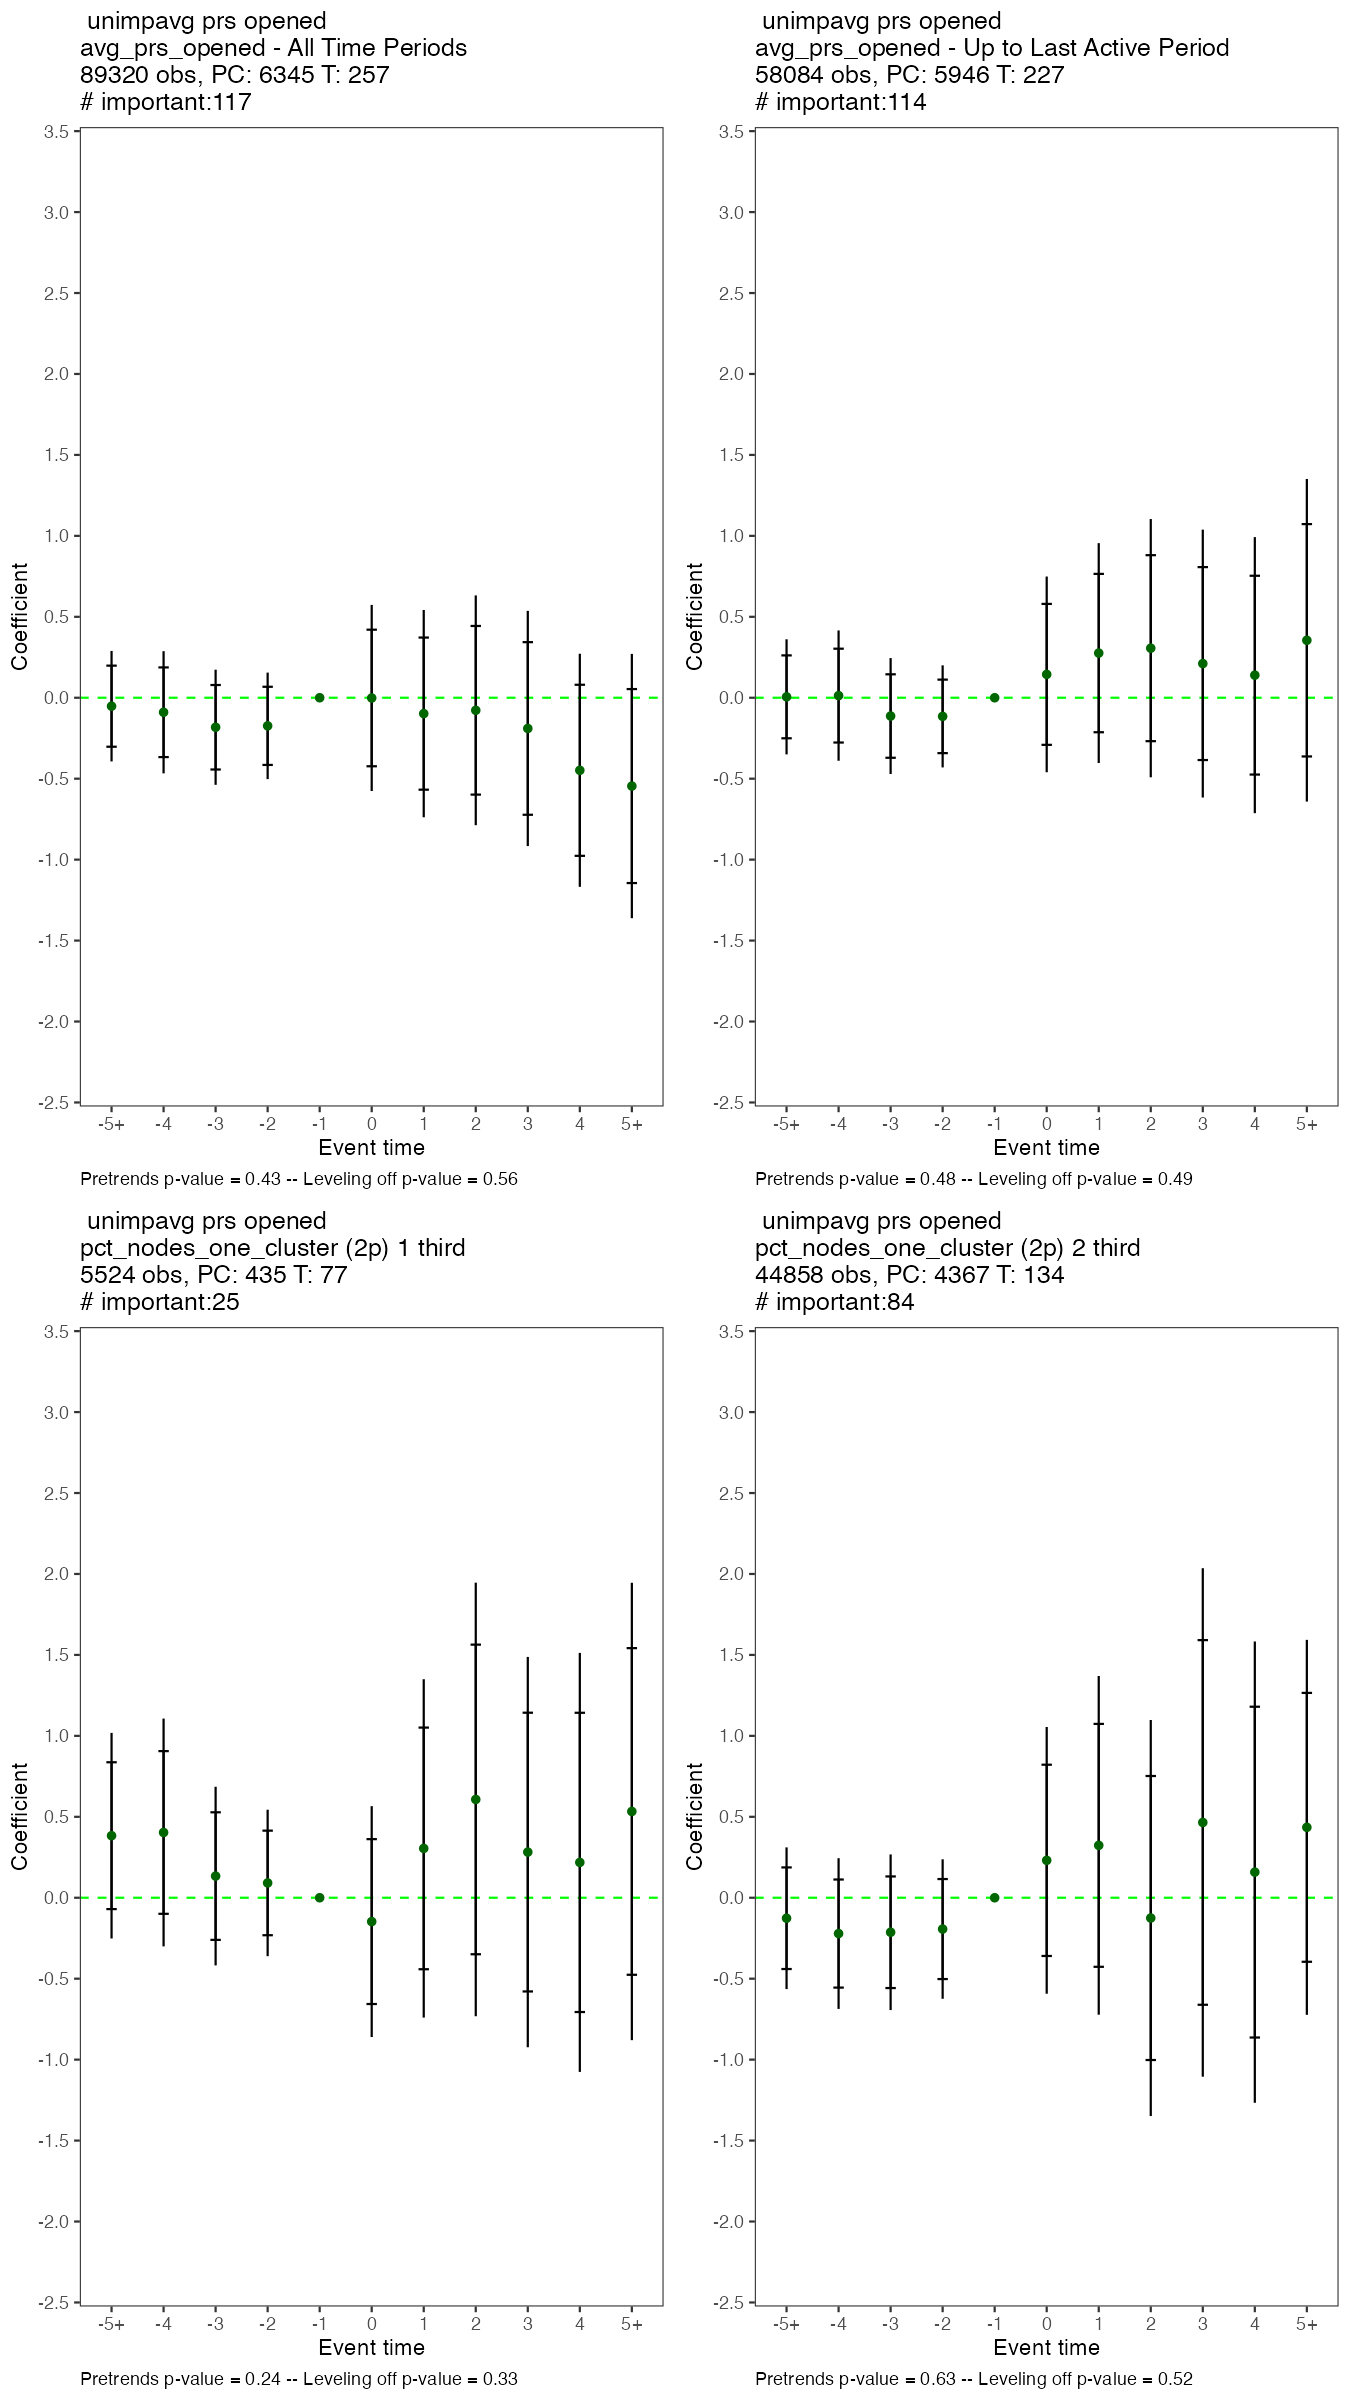 unimpavg prs opened
avg_prs_opened - All Time Periods
89320 obs, PC: 6345 T: 257
# important:117
3.5
3.0
2.5
2.0
1.5
1.0
0.5
0.0
-0.5
-1.0
-1.5
-2.0
-2.5
Coefficient
-5+ -4 -3 -2 -1 0 1 2 3 4 5+
Event time
Pretrends p-value = 0.43 -- Leveling off p-value = 0.56
unimpavg prs opened
avg_prs_opened - Up to Last Active Period
58084 obs, PC: 5946 T: 227
# important:114
3.5
3.0
2.5
2.0
1.5
1.0
0.5
0.0
-0.5
-1.0
-1.5
-2.0
-2.5
Coefficient
-5+ -4 -3 -2 -1 0 1 2 3 4 5+
Event time
Pretrends p-value = 0.48 -- Leveling off p-value = 0.49
unimpavg prs opened
pct_nodes_one_cluster (2p) 1 third
5524 obs, PC: 435 T: 77
# important:25
3.5
3.0
2.5
2.0
1.5
1.0
0.5
0.0
-0.5
-1.0
-1.5
-2.0
-2.5
Coefficient
-5+ -4 -3 -2 -1 0 1 2 3 4 5+
Event time
Pretrends p-value = 0.24 -- Leveling off p-value = 0.33
unimpavg prs opened
pct_nodes_one_cluster (2p) 2 third
44858 obs, PC: 4367 T: 134
# important:84
3.5
3.0
2.5
2.0
1.5
1.0
0.5
0.0
-0.5
-1.0
-1.5
-2.0
-2.5
Coefficient
-5+ -4 -3 -2 -1 0 1 2 3 4 5+
Event time
Pretrends p-value = 0.63 -- Leveling off p-value = 0.52